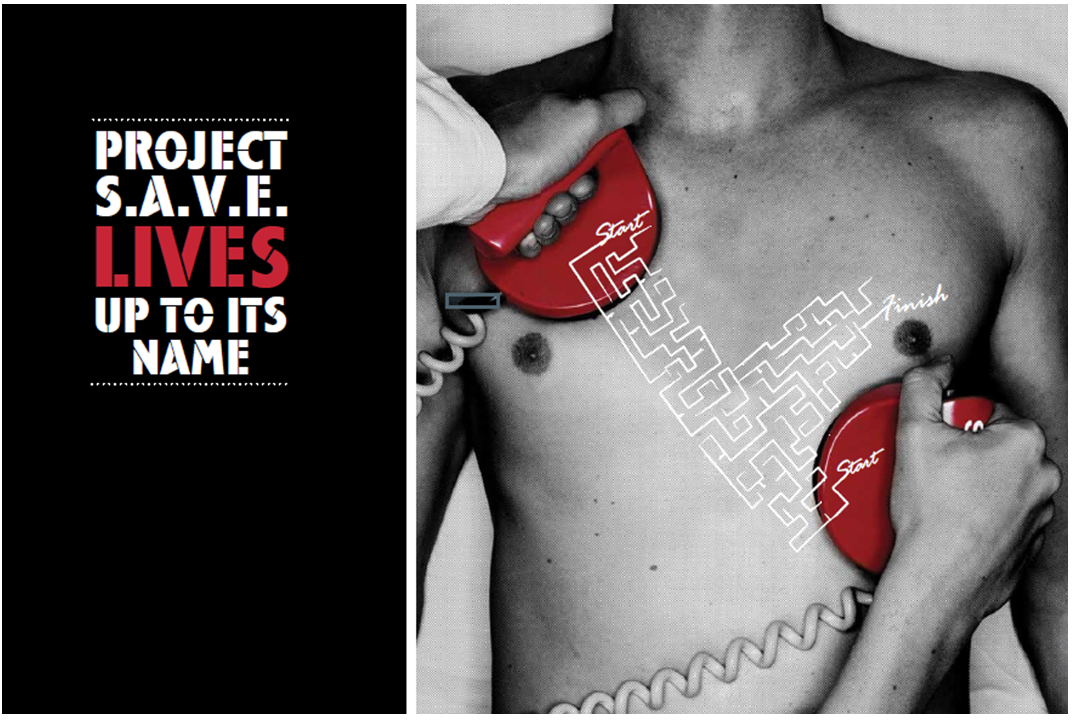 PROJECT
S.A.V.E.
LIVES
UP TO ITS
NAME
Start
Finish
Start